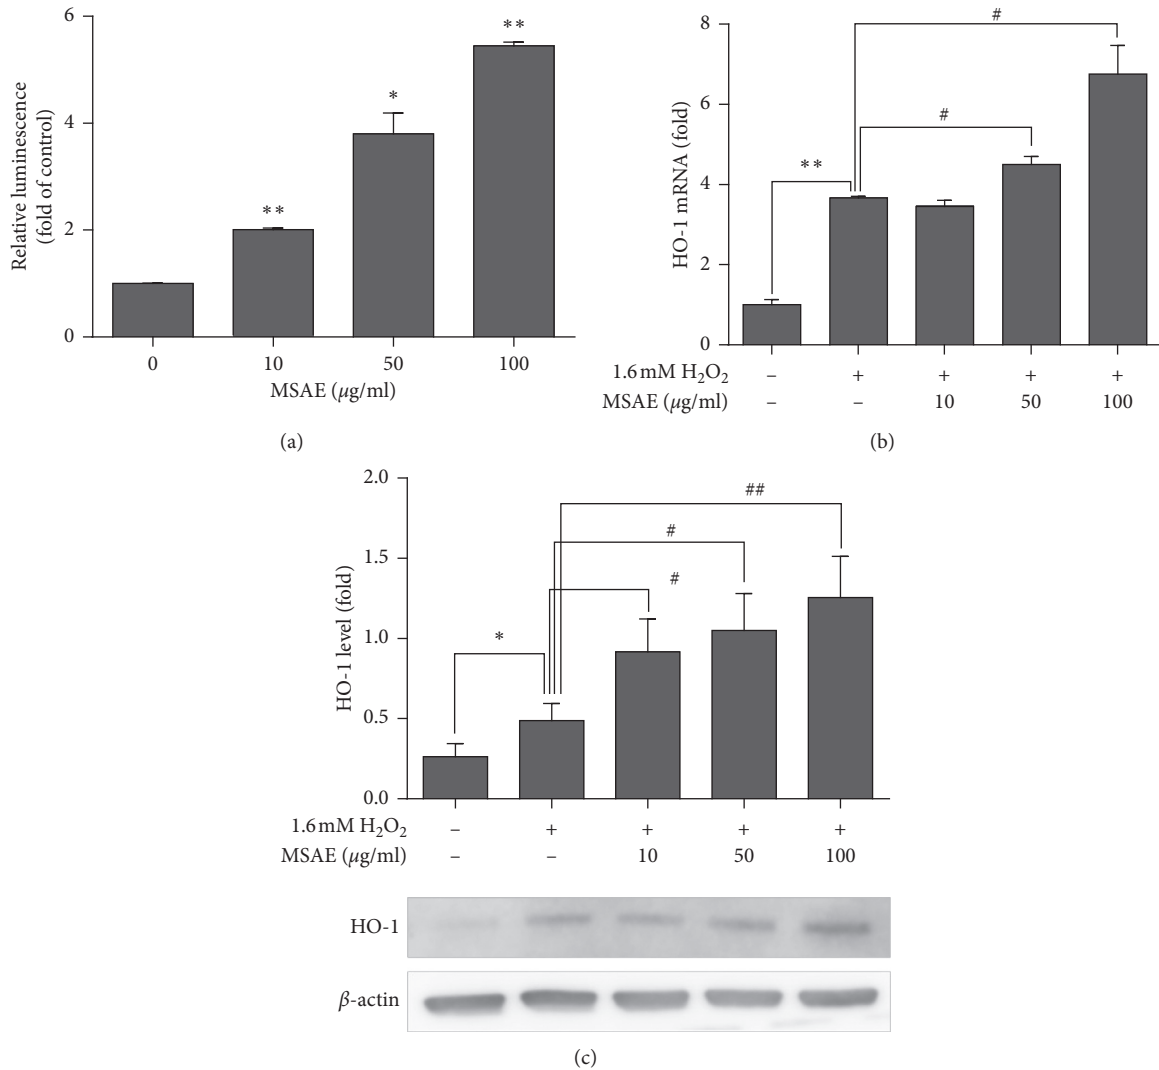 6
4
2
0
Relative luminescence
(fold of control)
**
*
**
0 10 50 100
MSAE (μg/ml)
(a)
8
6
4
2
0
HO-1 mRNA (fold)
#
#
**
1.6 mM H₂O₂ – + + + +
MSAE (μg/ml) – – 10 50 100
(b)
2.0
1.5
1.0
0.5
0.0
HO-1 level (fold)
##
#
#
*
1.6 mM H₂O₂ – + + + +
MSAE (μg/ml) – – 10 50 100
HO-1
β-actin
(c)